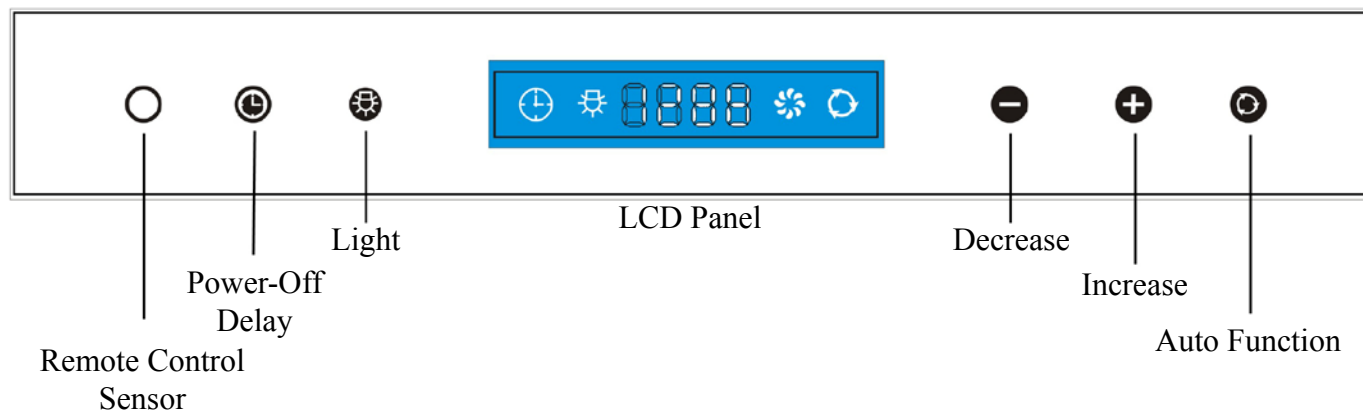 LCD Panel
Light
Decrease
Power-Off
Delay
Increase
Auto Function
Remote Control
Sensor